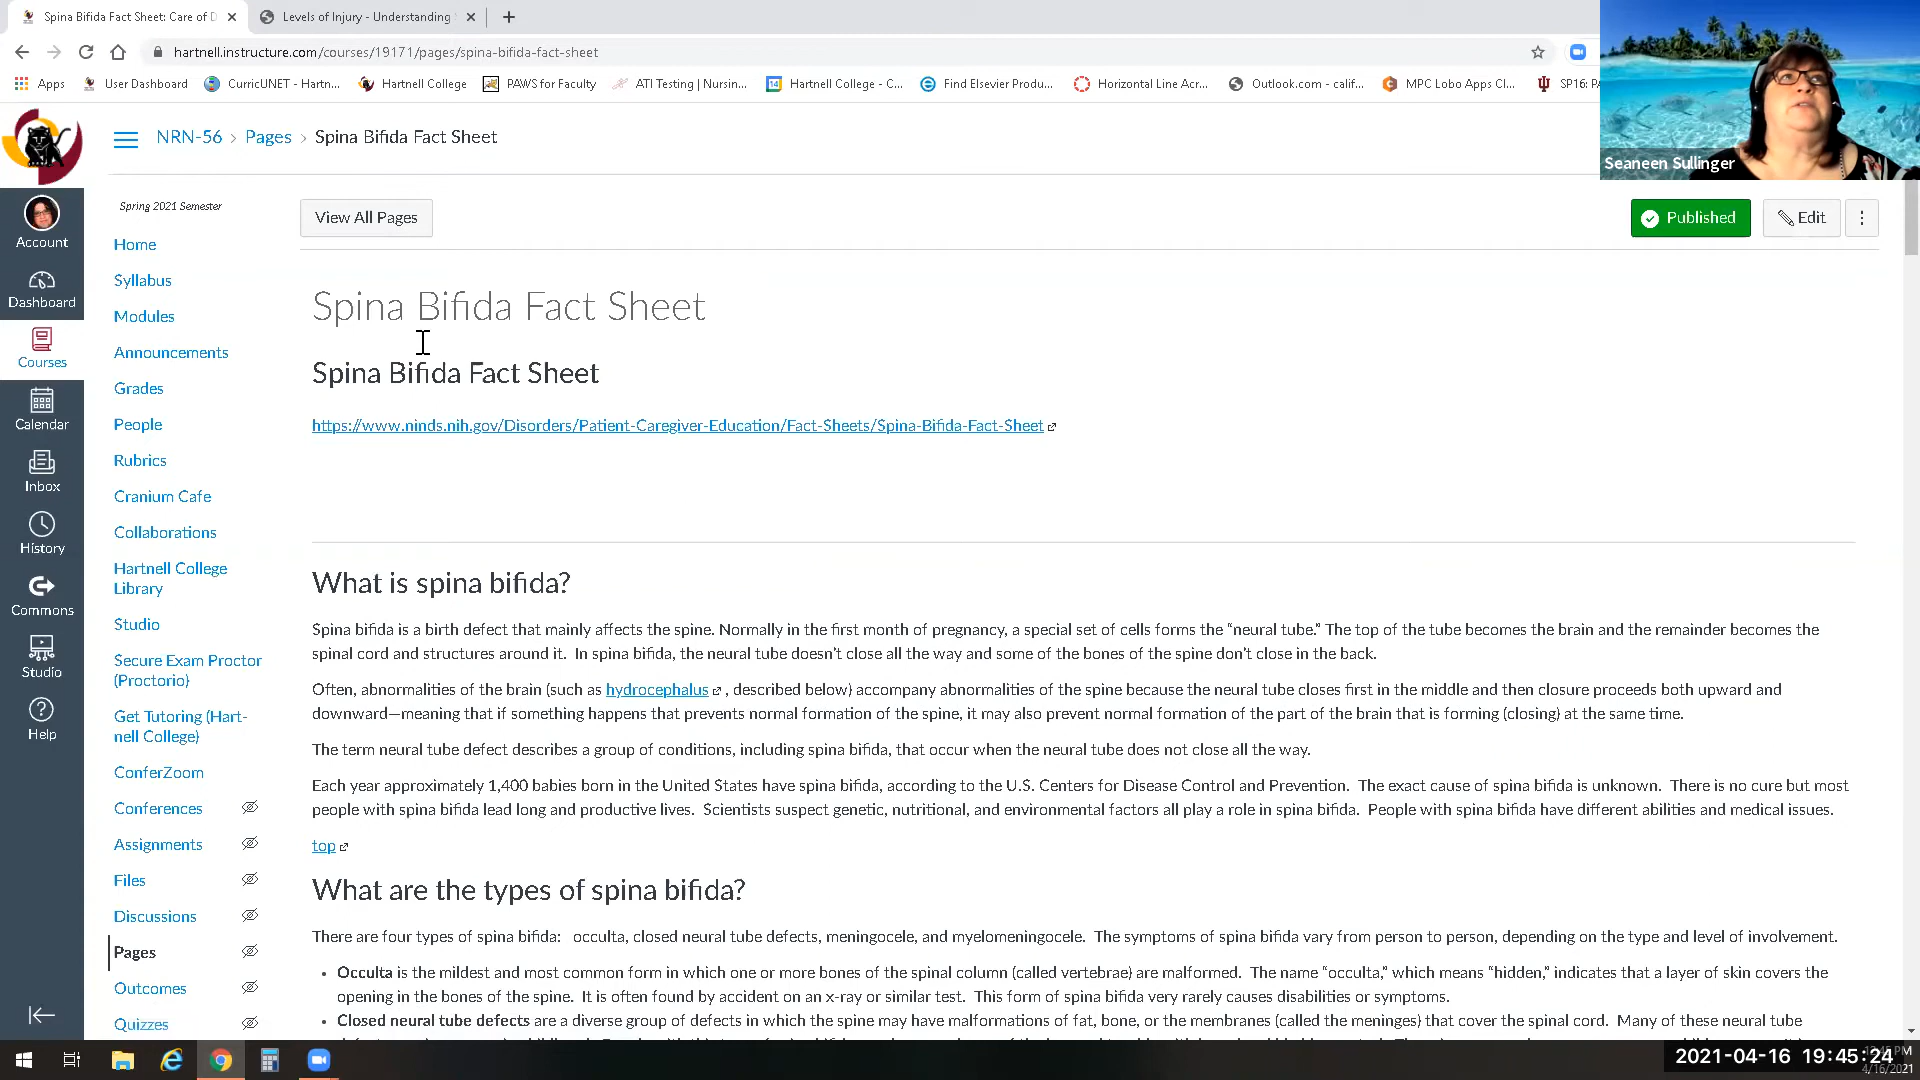 Spina Bifida Fact Sheet: Care of D
Levels of Injury - Understanding
hartnell.instructure.com/courses/19171/pages/spina-bifida-fact-sheet
Apps
User Dashboard
CurricUNET - Hartn...
Hartnell College
PAWS for Faculty
ATI Testing | Nursin...
Hartnell College - C...
Find Elsevier Produ...
Horizontal Line Acr...
Outlook.com - calif...
MPC Lobo Apps Cl...
Seaneen Sullinger
NRN-56 > Pages > Spina Bifida Fact Sheet
Account
Dashboard
Courses
Calendar
Inbox
History
Commons
Studio
Help
Spring 2021 Semester
Home
Syllabus
Modules
Announcements
Grades
People
Rubrics
Cranium Cafe
Collaborations
Hartnell College
Library
Studio
Secure Exam Proctor
(Proctorio)
Get Tutoring (Hart-
nell College)
ConferZoom
Conferences
Assignments
Files
Discussions
Pages
Outcomes
Quizzes
View All Pages
Published
Edit
Spina Bifida Fact Sheet
Spina Bifida Fact Sheet
https://www.ninds.nih.gov/Disorders/Patient-Caregiver-Education/Fact-Sheets/Spina-Bifida-Fact-Sheet
What is spina bifida?
Spina bifida is a birth defect that mainly affects the spine. Normally in the first month of pregnancy, a special set of cells forms the “neural tube.” The top of the tube becomes the brain and the remainder becomes the
spinal cord and structures around it. In spina bifida, the neural tube doesn’t close all the way and some of the bones of the spine don’t close in the back.
Often, abnormalities of the brain (such as hydrocephalus , described below) accompany abnormalities of the spine because the neural tube closes first in the middle and then closure proceeds both upward and
downward—meaning that if something happens that prevents normal formation of the spine, it may also prevent normal formation of the part of the brain that is forming (closing) at the same time.
The term neural tube defect describes a group of conditions, including spina bifida, that occur when the neural tube does not close all the way.
Each year approximately 1,400 babies born in the United States have spina bifida, according to the U.S. Centers for Disease Control and Prevention. The exact cause of spina bifida is unknown. There is no cure but most
people with spina bifida lead long and productive lives. Scientists suspect genetic, nutritional, and environmental factors all play a role in spina bifida. People with spina bifida have different abilities and medical issues.
top
What are the types of spina bifida?
There are four types of spina bifida: occulta, closed neural tube defects, meningocele, and myelomeningocele. The symptoms of spina bifida vary from person to person, depending on the type and level of involvement.
Occulta is the mildest and most common form in which one or more bones of the spinal column (called vertebrae) are malformed. The name “occulta,” which means “hidden,” indicates that a layer of skin covers the
opening in the bones of the spine. It is often found by accident on an x-ray or similar test. This form of spina bifida very rarely causes disabilities or symptoms.
Closed neural tube defects are a diverse group of defects in which the spine may have malformations of fat, bone, or the membranes (called the meninges) that cover the spinal cord. Many of these neural tube
2021-04-16 19:45:24
4/16/2021